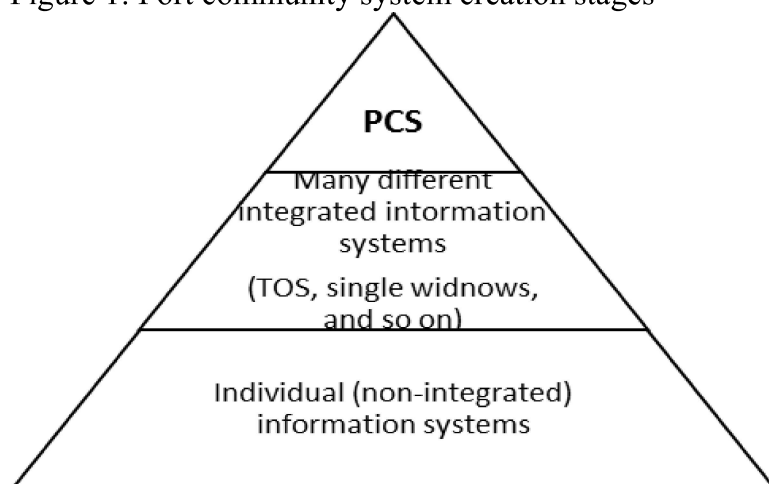 Figure 1. Port community system creation stages
PCS
Many different
integrated intormation
systems
(TOS, single widnows,
and so on)
Individual (non-integrated)
information systems